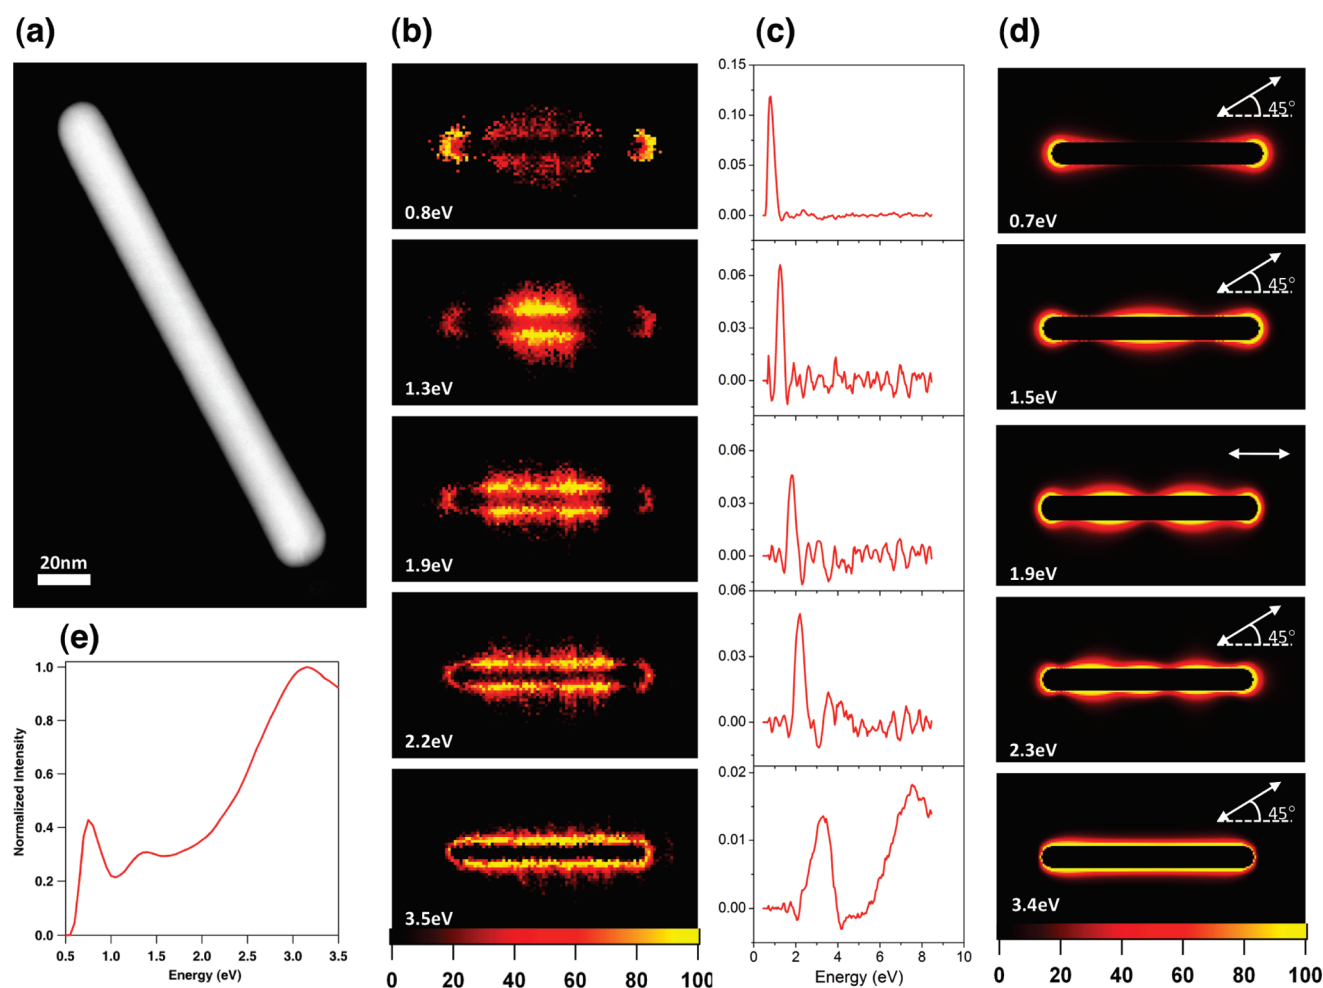 (a)
20nm
(b)
0.8eV
1.3eV
1.9eV
2.2eV
3.5eV
0 20 40 60 80 100
(c)
0.15
0.10
0.05
0.00
0.06
0.03
0.00
0.06
0.03
0.00
0.06
0.03
0.00
0.02
0.01
0.00
0 2 4 6 8 10
Energy (eV)
(d)
45°
0.7eV
45°
1.5eV
1.9eV
45°
2.3eV
45°
3.4eV
0 20 40 60 80 100
(e)
Normalized Intensity
1.0
0.8
0.6
0.4
0.2
0.0
0.5 1.0 1.5 2.0 2.5 3.0 3.5
Energy (eV)